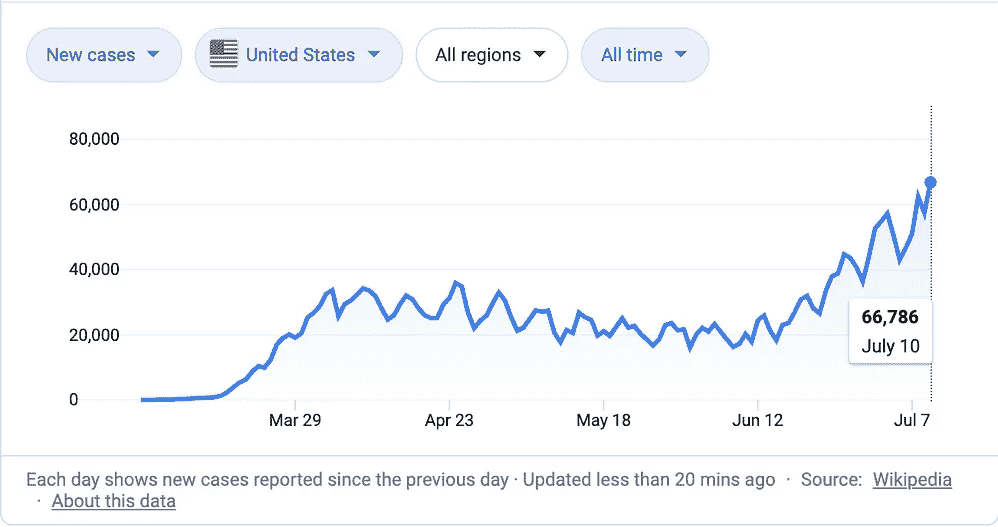 New cases United States All regions All time
80,000
60,000
40,000
20,000
0
66,786
July 10
Mar 29 Apr 23 May 18 Jun 12 Jul 7
Each day shows new cases reported since the previous day · Updated less than 20 mins ago · Source: Wikipedia
· About this data